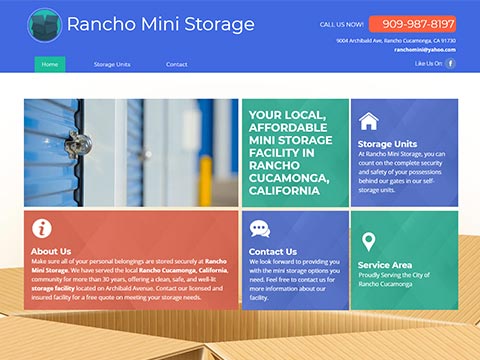 Rancho Mini Storage
CALL US NOW! 909-987-8197
9004 Archibald Ave, Rancho Cucamonga, CA 91730
ranchomini@yahoo.com
Home Storage Units Contact Like Us On: f
YOUR LOCAL,
AFFORDABLE
MINI STORAGE
FACILITY IN
RANCHO
CUCAMONGA,
CALIFORNIA
Storage Units
At Rancho Mini Storage, you can
count on the complete security
and safety of your possessions
behind our gates in our self-
storage units.
About Us
Make sure all of your personal belongings are stored securely at Rancho
Mini Storage. We have served the local Rancho Cucamonga, California,
community for more than 30 years, offering a clean, safe, and well-lit
storage facility located on Archibald Avenue. Contact our licensed and
insured facility for a free quote on meeting your storage needs.
Contact Us
We look forward to providing you
with the mini storage options you
need. Feel free to contact us for
more information about our
facility.
Service Area
Proudly Serving the City of
Rancho Cucamonga